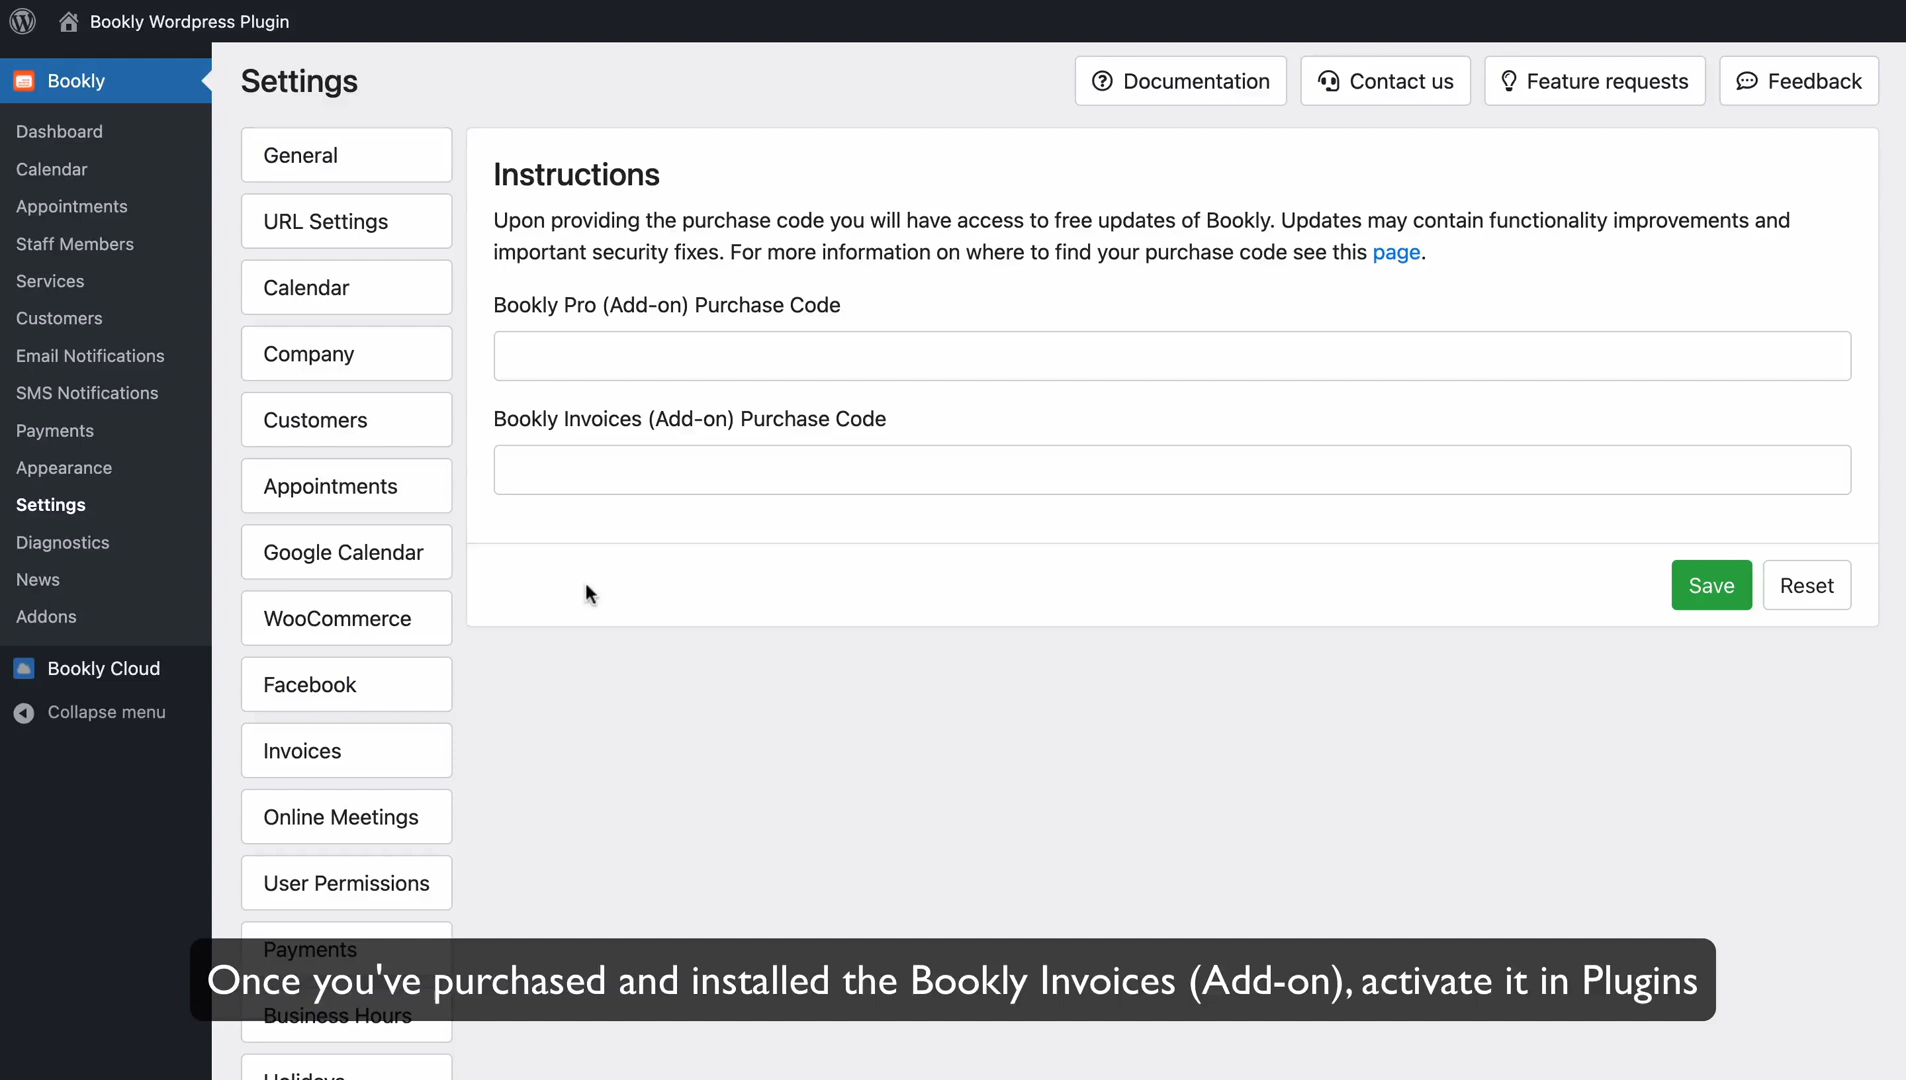 Bookly Wordpress Plugin
Bookly
Dashboard
Calendar
Appointments
Staff Members
Services
Customers
Email Notifications
SMS Notifications
Payments
Appearance
Settings
Diagnostics
News
Addons
Bookly Cloud
Collapse menu
Settings
Documentation
Contact us
Feature requests
Feedback
General
URL Settings
Calendar
Company
Customers
Appointments
Google Calendar
WooCommerce
Facebook
Invoices
Online Meetings
User Permissions
Payments
Business Hours
Holidays
Instructions
Upon providing the purchase code you will have access to free updates of Bookly. Updates may contain functionality improvements and
important security fixes. For more information on where to find your purchase code see this page.
Bookly Pro (Add-on) Purchase Code
Bookly Invoices (Add-on) Purchase Code
Save
Reset
Once you've purchased and installed the Bookly Invoices (Add-on), activate it in Plugins